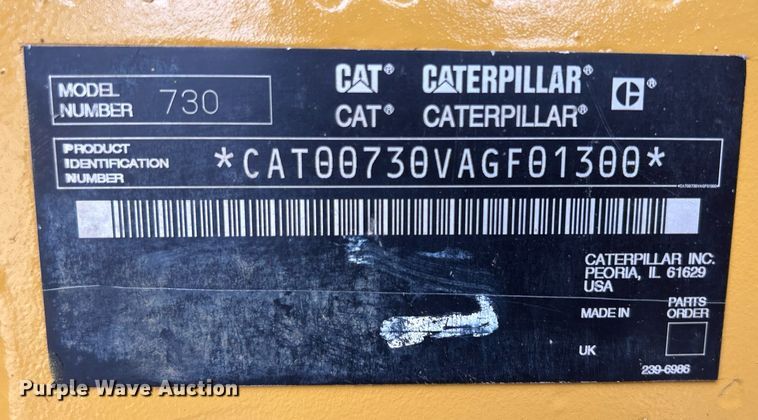 MODEL NUMBER 730
CAT® CATERPILLAR® C®
CAT® CATERPILLAR®
PRODUCT IDENTIFICATION NUMBER *CAT00730VAGF01300*
*CAT00730VAGF01300*
CATERPILLAR INC.
PEORIA, IL 61629
USA
MADE IN PARTS ORDER
UK
239-6986
Purple Wave Auction